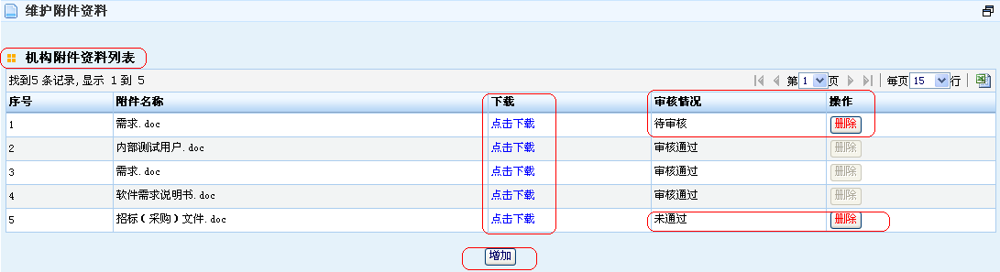 维护附件资料
机构附件资料列表
找到5 条记录, 显示 1 到 5 第 1 页 每页 15 行
序号 附件名称 下载 审核情况 操作
1 需求.doc 点击下载 待审核 删除
2 内部测试用户.doc 点击下载 审核通过 删除
3 需求.doc 点击下载 审核通过 删除
4 软件需求说明书.doc 点击下载 审核通过 删除
5 招标(采购)文件.doc 点击下载 未通过 删除
增加